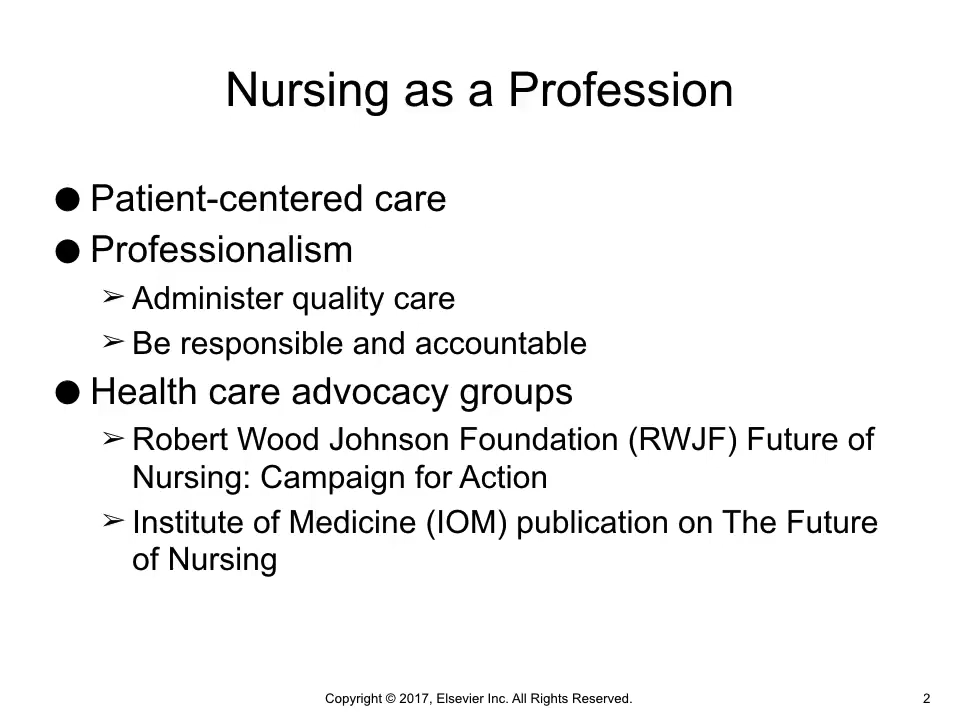 Nursing as a Profession
● Patient-centered care
● Professionalism
➢ Administer quality care
➢ Be responsible and accountable
● Health care advocacy groups
➢ Robert Wood Johnson Foundation (RWJF) Future of
Nursing: Campaign for Action
➢ Institute of Medicine (IOM) publication on The Future
of Nursing
Copyright © 2017, Elsevier Inc. All Rights Reserved. 2